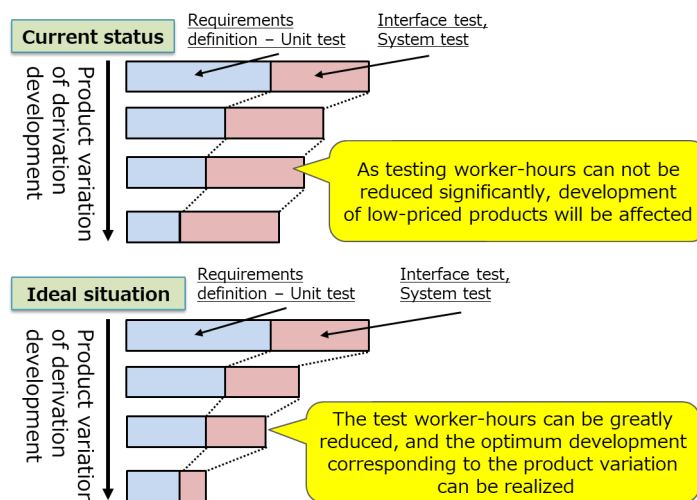 Current status
Requirements
definition – Unit test
Interface test,
System test
Product variation
of derivation
development
As testing worker-hours can not be
reduced significantly, development
of low-priced products will be affected
Ideal situation
Requirements
definition – Unit test
Interface test,
System test
Product variation
of derivation
development
The test worker-hours can be greatly
reduced, and the optimum development
corresponding to the product variation
can be realized